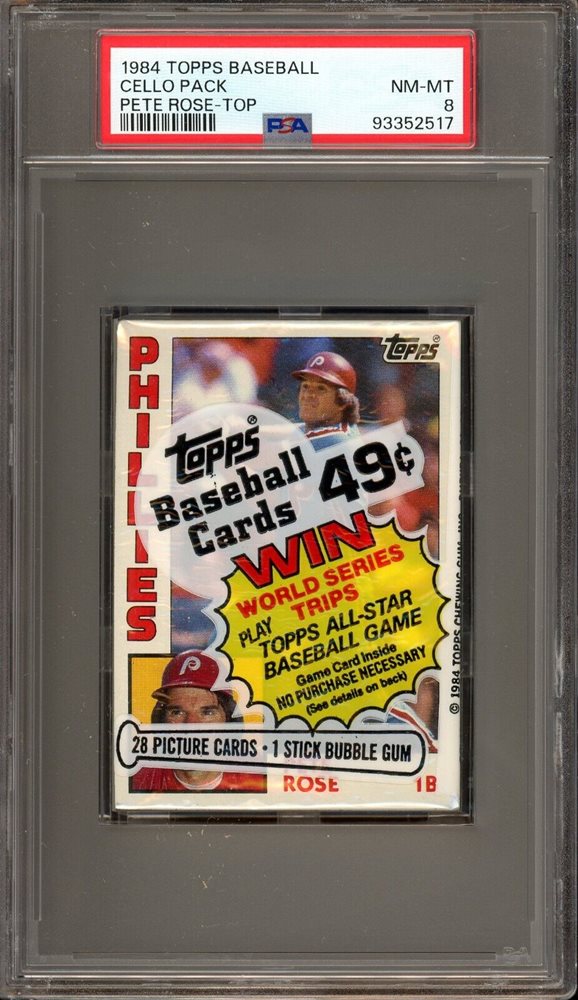 1984 TOPPS BASEBALL
CELLO PACK NM-MT
PETE ROSE-TOP 8
93352517
PSA
TOPPS®
PHILLIES
P
TOPPS®
Baseball
Cards 49¢
WIN
WORLD SERIES
TRIPS
PLAY TOPPS ALL-STAR
BASEBALL GAME
Game Card Inside
NO PURCHASE NECESSARY
(See details on back)
© 1984 TOPPS CHEWING GUM, INC.
P
28 PICTURE CARDS • 1 STICK BUBBLE GUM
ROSE 1B
PSA